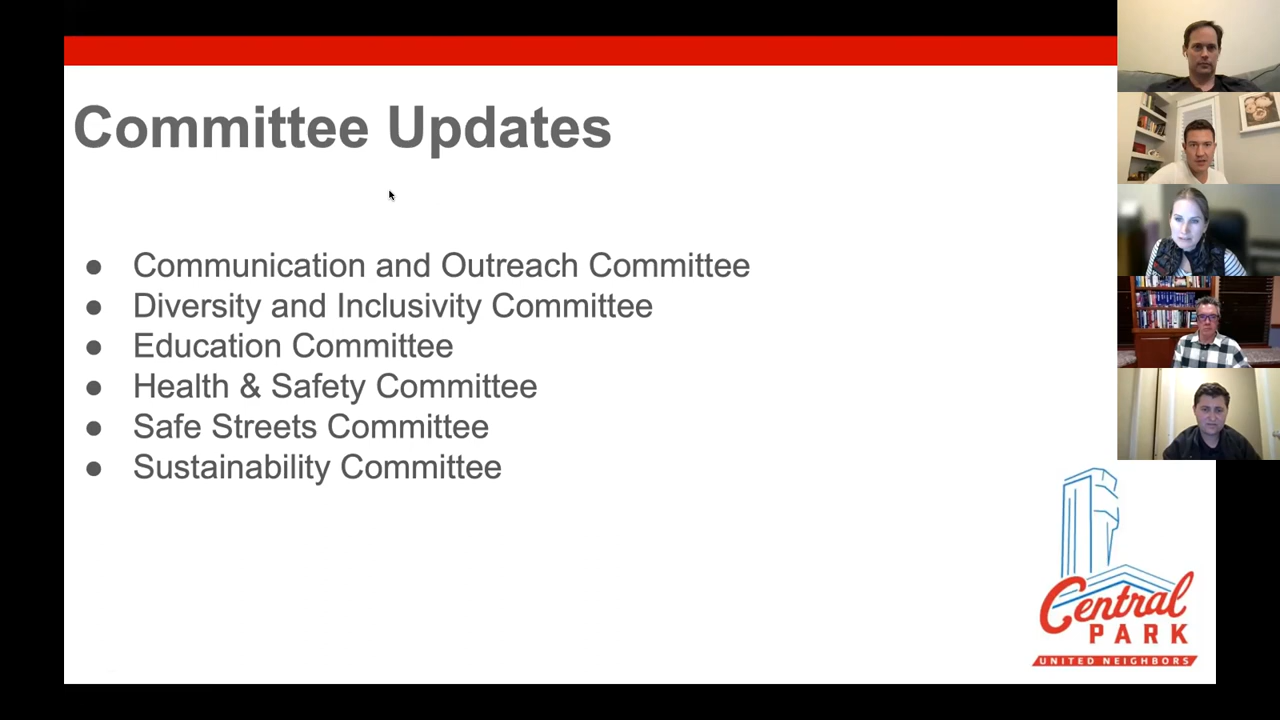 Committee Updates
● Communication and Outreach Committee
● Diversity and Inclusivity Committee
● Education Committee
● Health & Safety Committee
● Safe Streets Committee
● Sustainability Committee
Central
PARK
UNITED NEIGHBORS